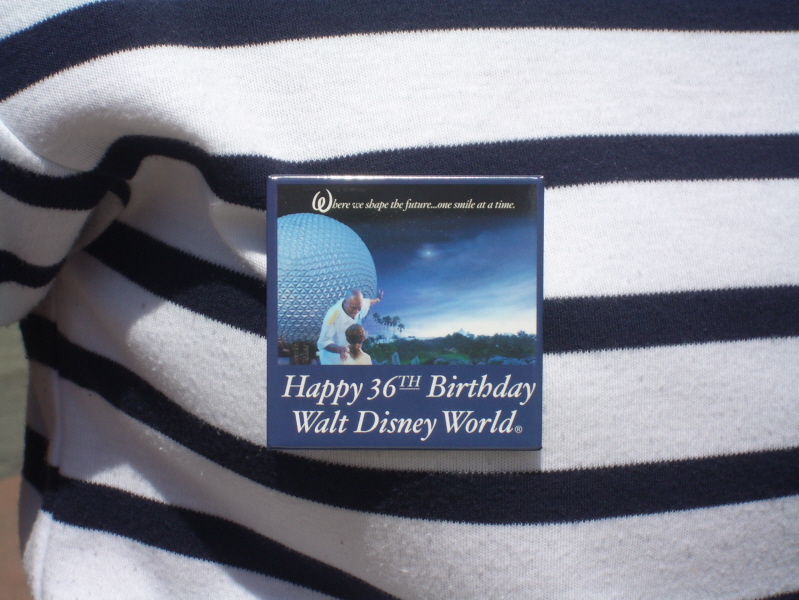 Where we shape the future...one smile at a time.
Happy 36TH Birthday
Walt Disney World®